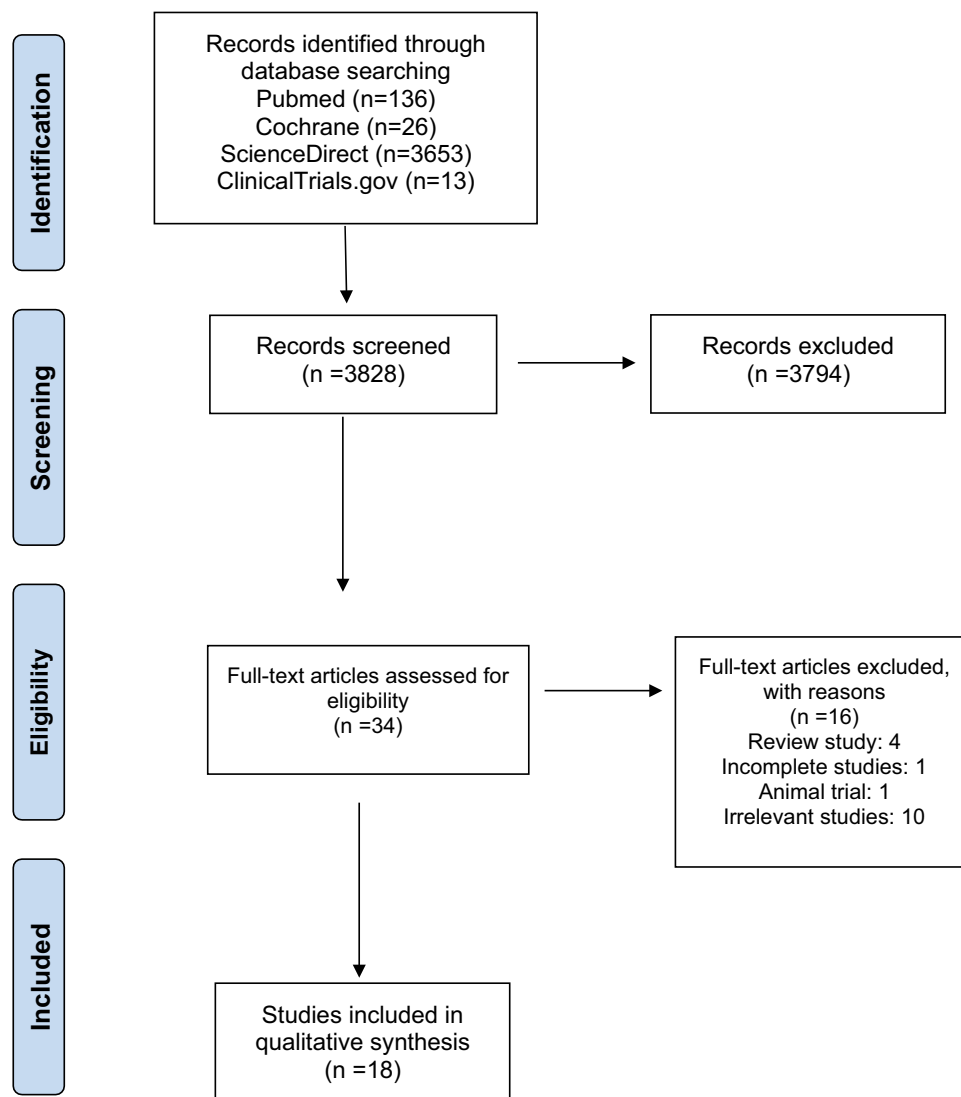 Identification
Records identified through
database searching
Pubmed (n=136)
Cochrane (n=26)
ScienceDirect (n=3653)
ClinicalTrials.gov (n=13)
Screening
Records screened
(n =3828)
Records excluded
(n =3794)
Eligibility
Full-text articles assessed for
eligibility
(n =34)
Full-text articles excluded,
with reasons
(n =16)
Review study: 4
Incomplete studies: 1
Animal trial: 1
Irrelevant studies: 10
Included
Studies included in
qualitative synthesis
(n =18)